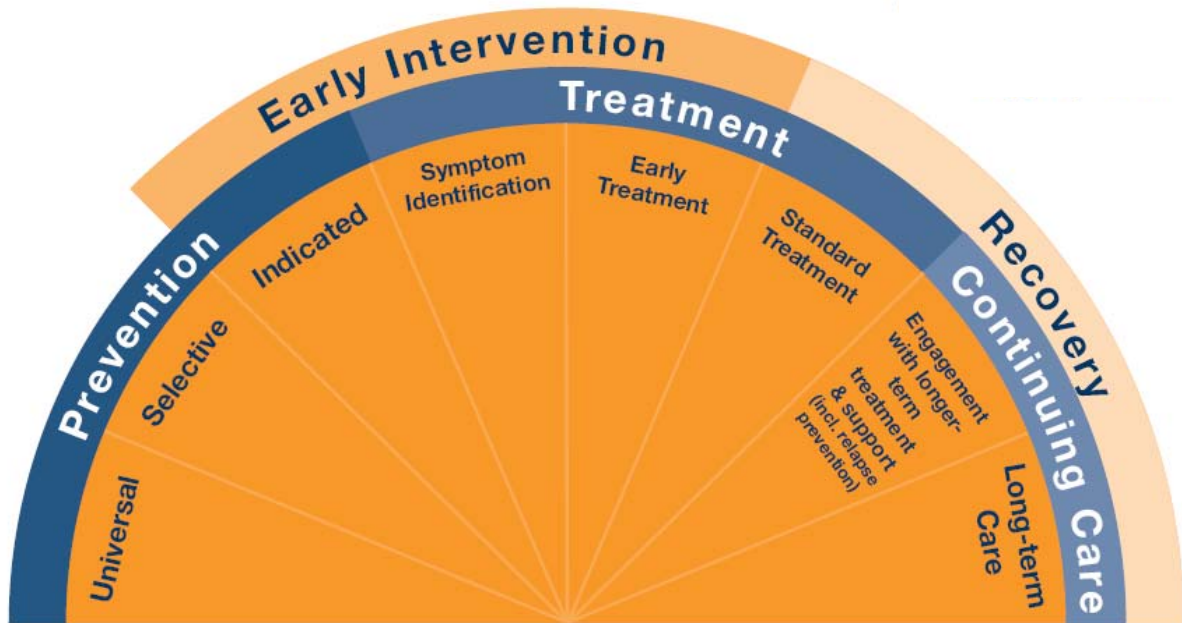 Early Intervention
Recovery
Prevention
Treatment
Continuing Care
Universal
Selective
Indicated
Symptom
Identification
Early
Treatment
Standard
Treatment
Engagement
with longer-
term
treatment
& support
(incl. relapse
prevention)
Long-term
Care